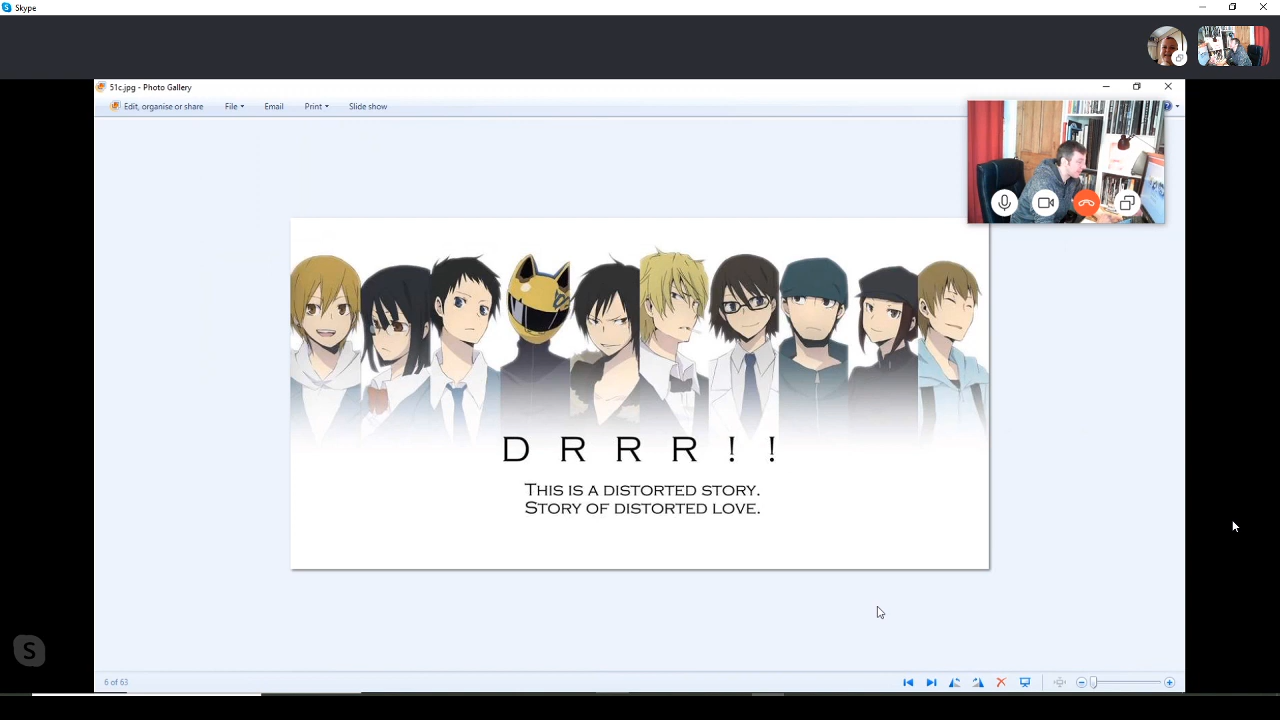 Skype
51c.jpg - Photo Gallery
Edit, organise or share File Email Print Slide show
D R R R ! !
THIS IS A DISTORTED STORY.
STORY OF DISTORTED LOVE.
S
6 of 63